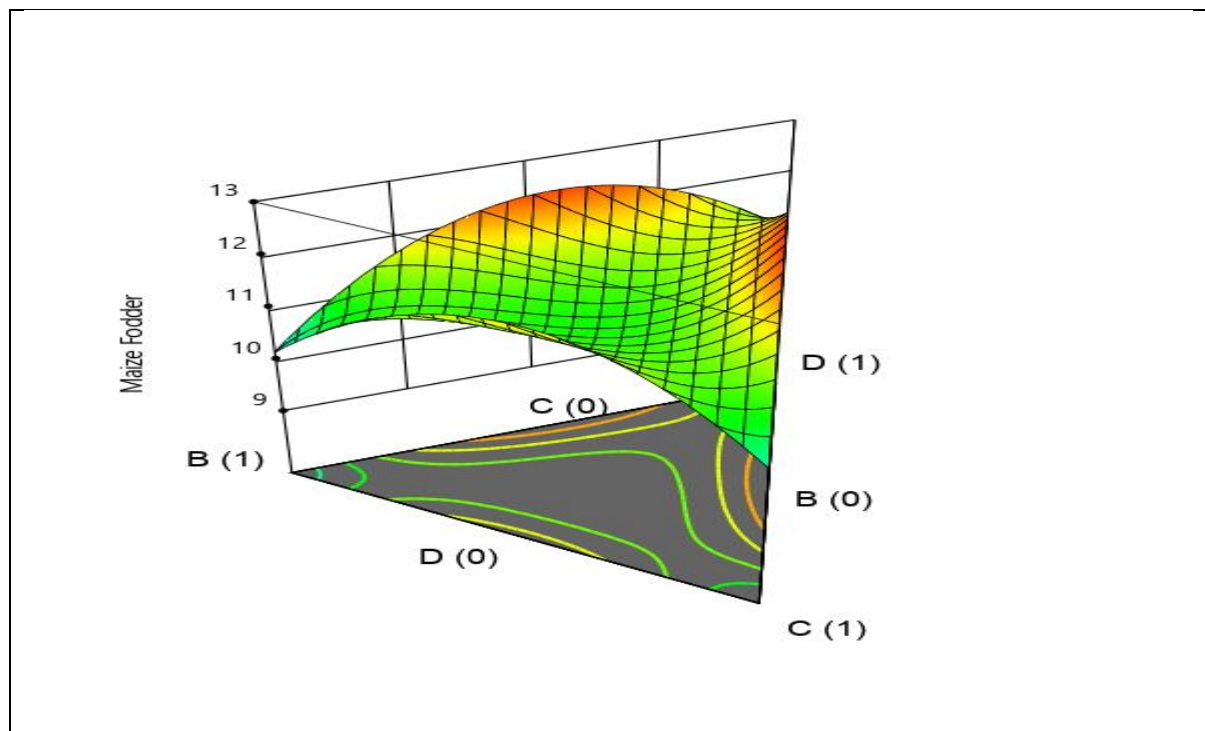 13
12
11
10
9
Maize Fodder
D (1)
C (0)
B (1)
B (0)
D (0)
C (1)